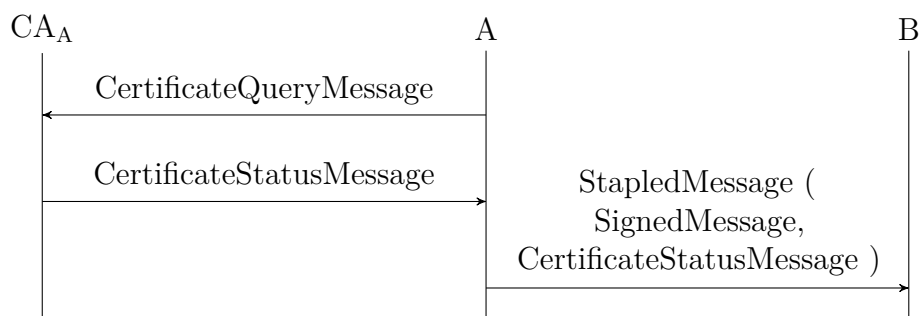 CA_A A B
CertificateQueryMessage
CertificateStatusMessage
StapledMessage (
SignedMessage,
CertificateStatusMessage )